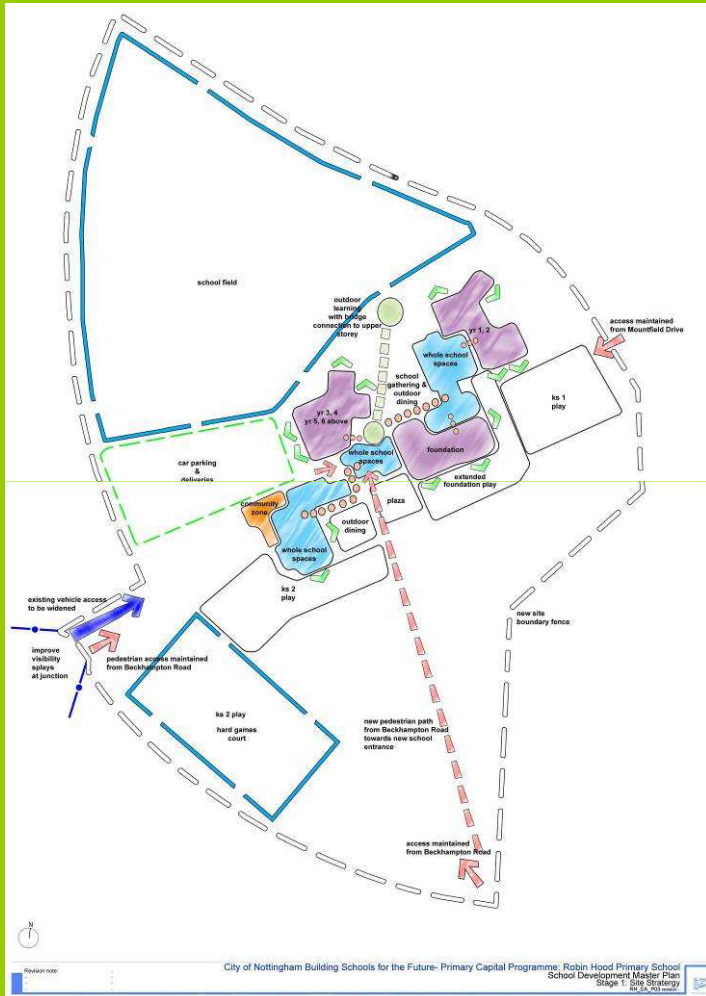 school field
outdoor
learning
with bridge
connection to upper
storey
yr 1, 2
access maintained
from Mountfield Drive
whole school
spaces
school
gathering &
outdoor
dining
ks 1
play
yr 3, 4
yr 5, 6 above
foundation
whole school
spaces
car parking
&
deliveries
extended
foundation play
plaza
community
zone
outdoor
dining
whole school
spaces
ks 2
play
existing vehicle access
to be widened
new site
boundary fence
improve
visibility
splays
at junction
pedestrian access maintained
from Beckhampton Road
ks 2 play
hard games
court
new pedestrian path
from Beckhampton Road
towards new school
entrance
access maintained
from Beckhampton Road
N
Revision note:
City of Nottingham Building Schools for the Future- Primary Capital Programme: Robin Hood Primary School
School Development Master Plan
Stage 1: Site Stratergy